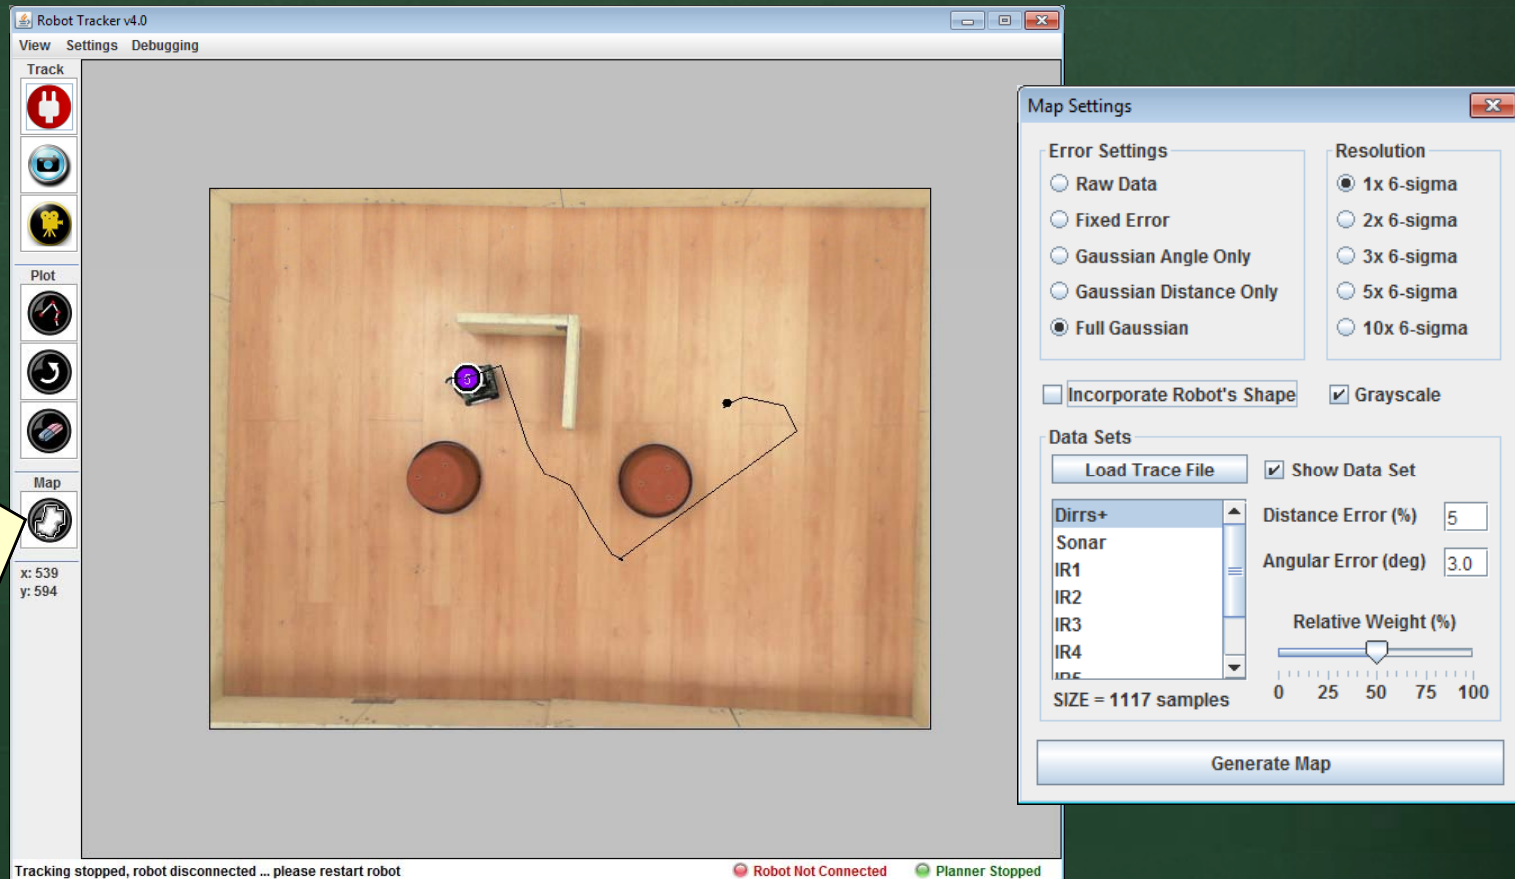 Robot Tracker v4.0
View Settings Debugging
Track
Plot
Map
x: 539
y: 594
5
Tracking stopped, robot disconnected ... please restart robot
Robot Not Connected
Planner Stopped
Map Settings
Error Settings
Raw Data
Fixed Error
Gaussian Angle Only
Gaussian Distance Only
Full Gaussian
Resolution
1x 6-sigma
2x 6-sigma
3x 6-sigma
5x 6-sigma
10x 6-sigma
Incorporate Robot's Shape
Grayscale
Data Sets
Load Trace File
Show Data Set
Dirrs+
Sonar
IR1
IR2
IR3
IR4
IR5
SIZE = 1117 samples
Distance Error (%) 5
Angular Error (deg) 3.0
Relative Weight (%)
0 25 50 75 100
Generate Map